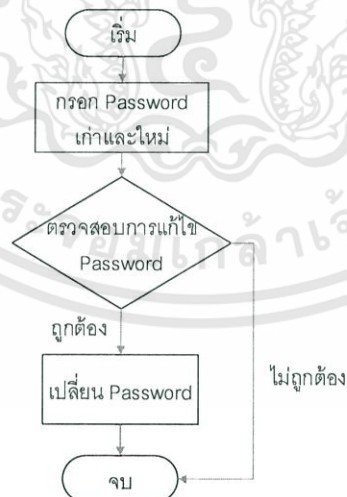 เริ่ม
กรอก Password
เก่าและใหม่
ตรวจสอบการแก้ไข
Password
ถูกต้อง
ไม่ถูกต้อง
เปลี่ยน Password
จบ